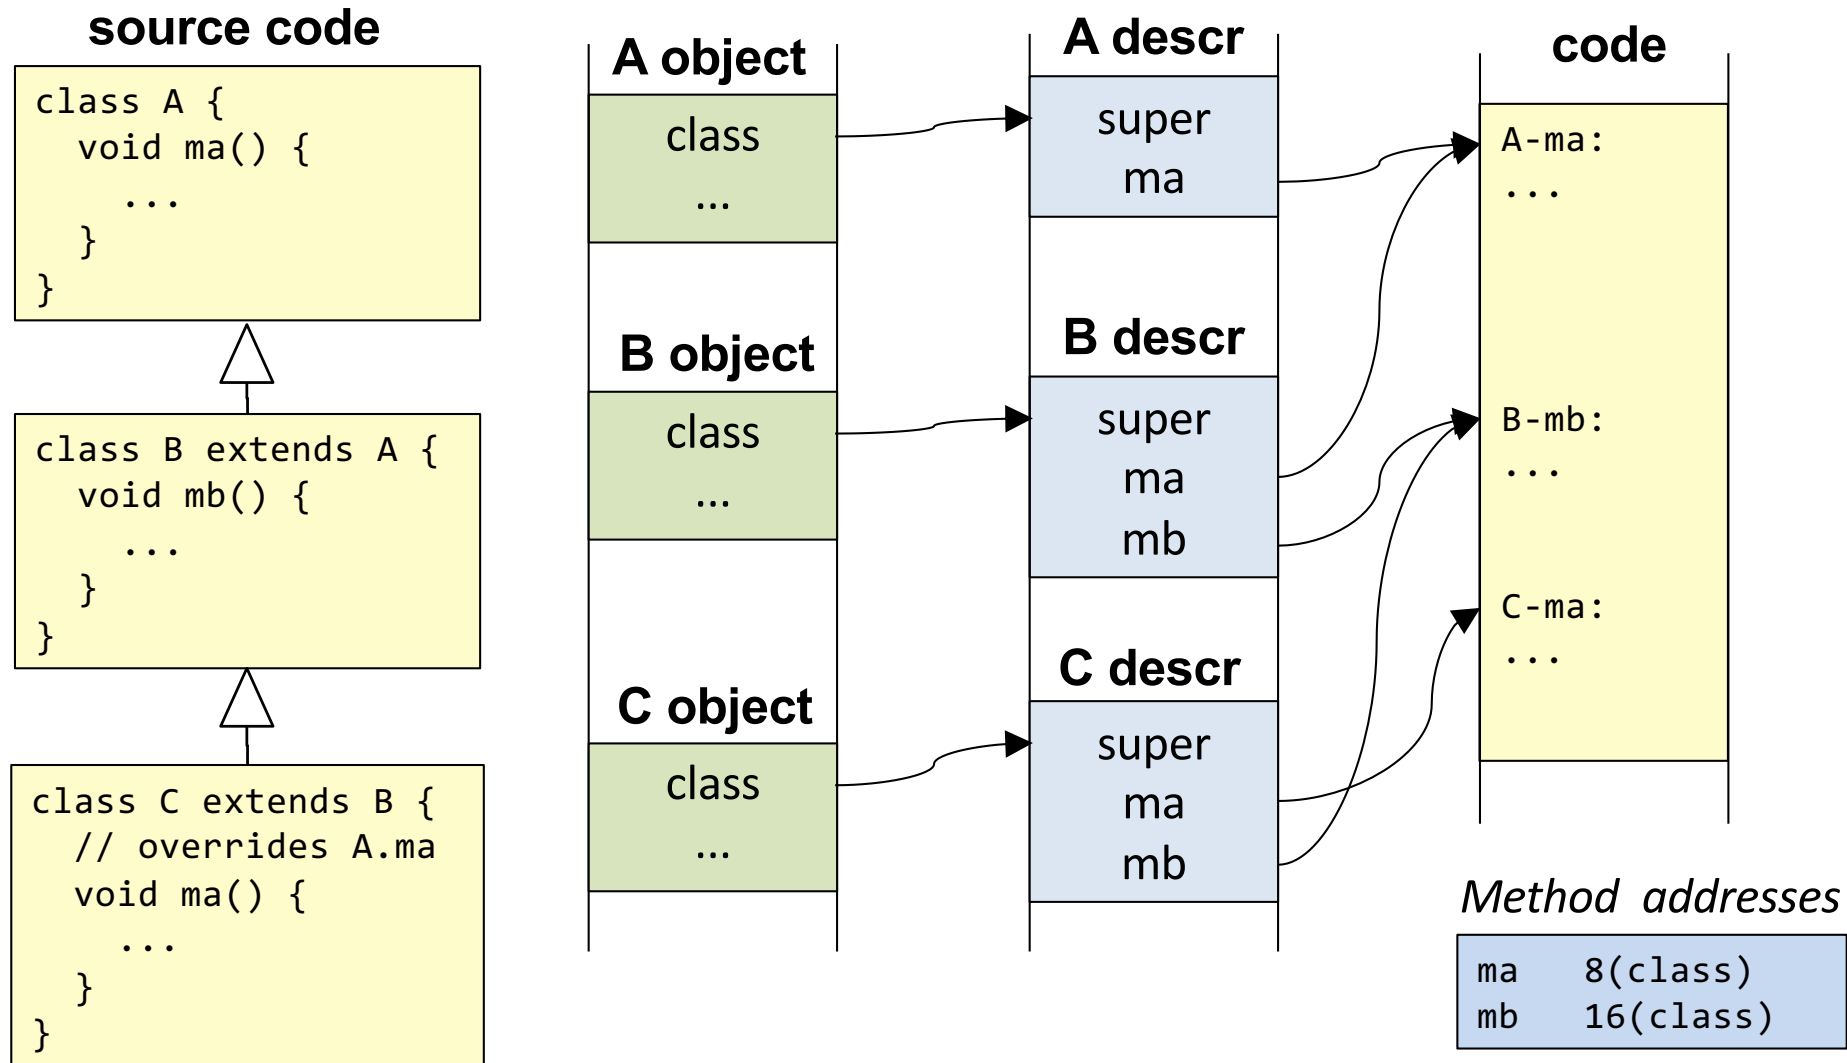 source code
class A {
  void ma() {
    ...
  }
}
class B extends A {
  void mb() {
    ...
  }
}
class C extends B {
  // overrides A.ma
  void ma() {
    ...
  }
}
A object
class
...
B object
class
...
C object
class
...
A descr
super
ma
B descr
super
ma
mb
C descr
super
ma
mb
code
A-ma:
...
B-mb:
...
C-ma:
...
Method addresses
ma 8(class)
mb 16(class)